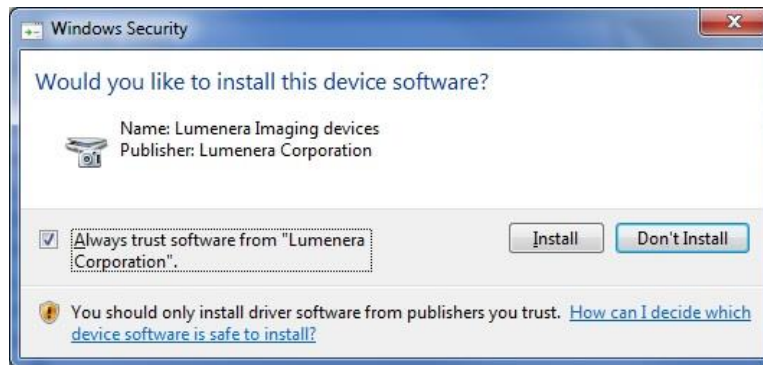 Windows Security
Would you like to install this device software?
Name: Lumenera Imaging devices
Publisher: Lumenera Corporation
Always trust software from "Lumenera
Corporation".
Install
Don't Install
You should only install driver software from publishers you trust. How can I decide which
device software is safe to install?